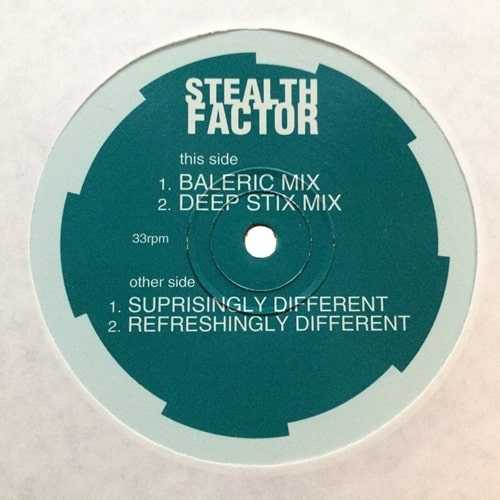 STEALTH
FACTOR
this side
1. BALERIC MIX
2. DEEP STIX MIX
33rpm
other side
1. SUPRISINGLY DIFFERENT
2. REFRESHINGLY DIFFERENT